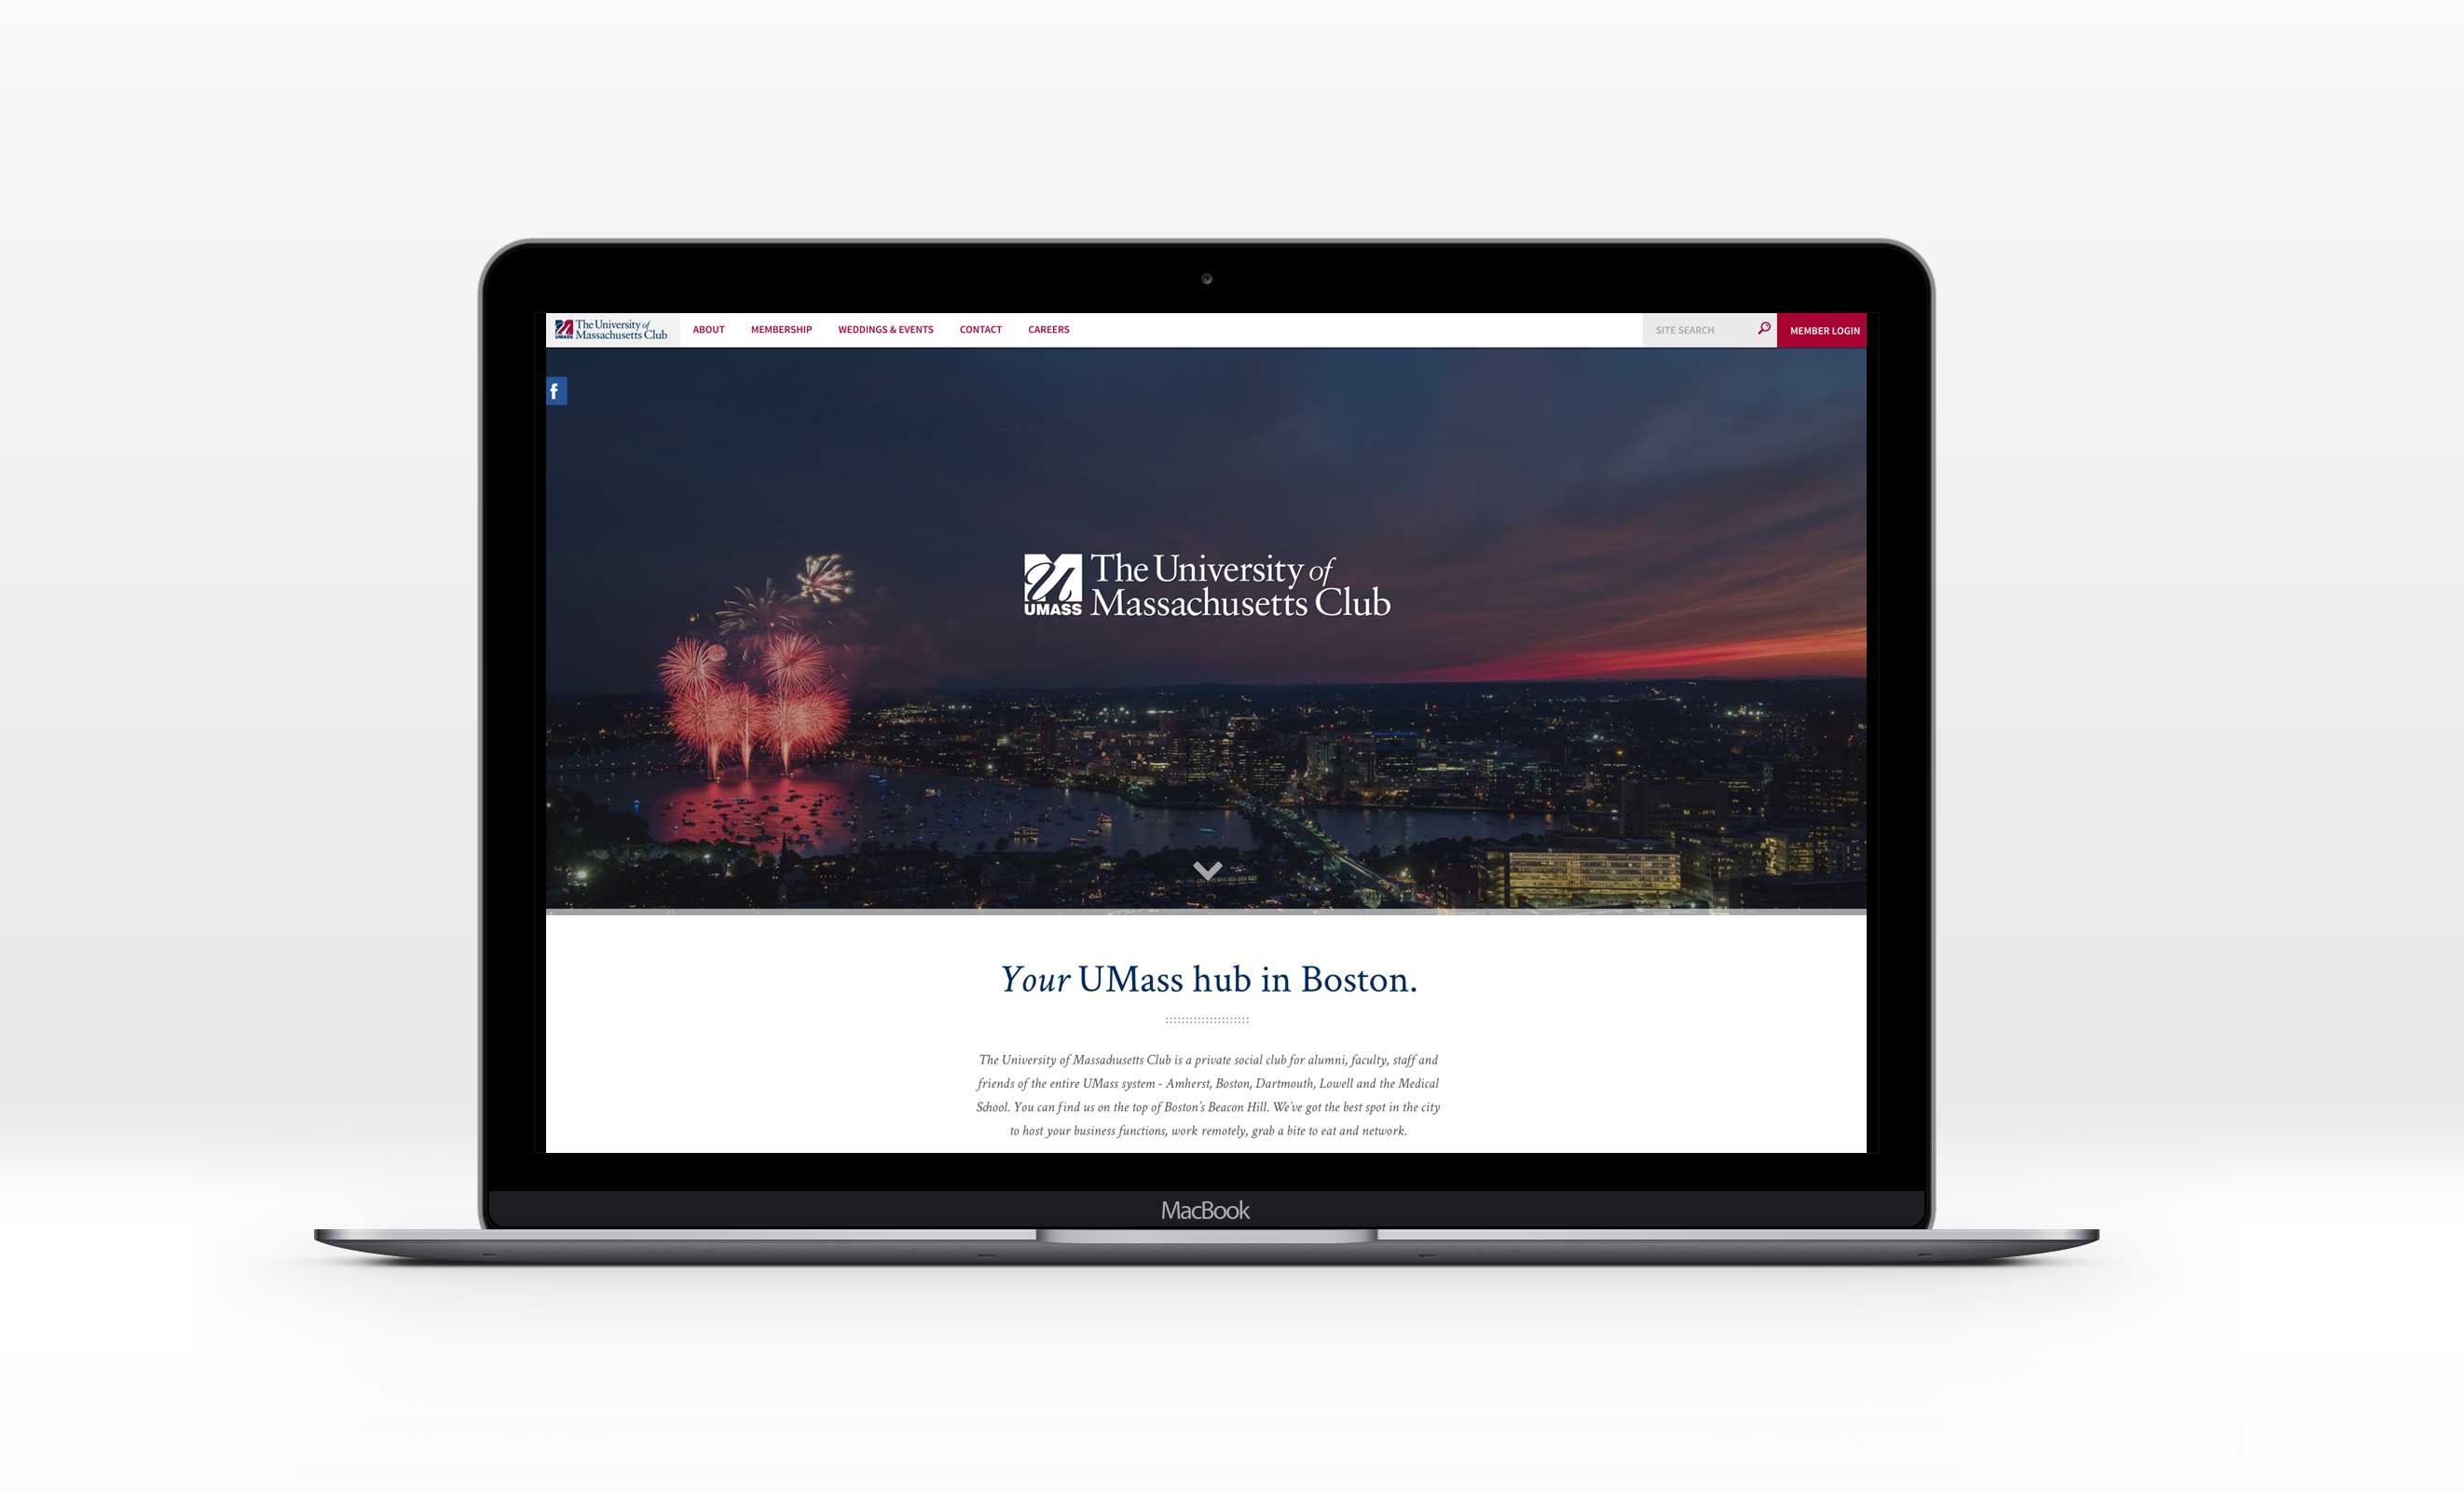 UMASS
The University of
Massachusetts Club
ABOUT
MEMBERSHIP
WEDDINGS & EVENTS
CONTACT
CAREERS
SITE SEARCH
MEMBER LOGIN
f
UMASS
The University of
Massachusetts Club
Your UMass hub in Boston.
The University of Massachusetts Club is a private social club for alumni, faculty, staff and
friends of the entire UMass system - Amherst, Boston, Dartmouth, Lowell and the Medical
School. You can find us on the top of Boston's Beacon Hill. We've got the best spot in the city
to host your business functions, work remotely, grab a bite to eat and network.
MacBook